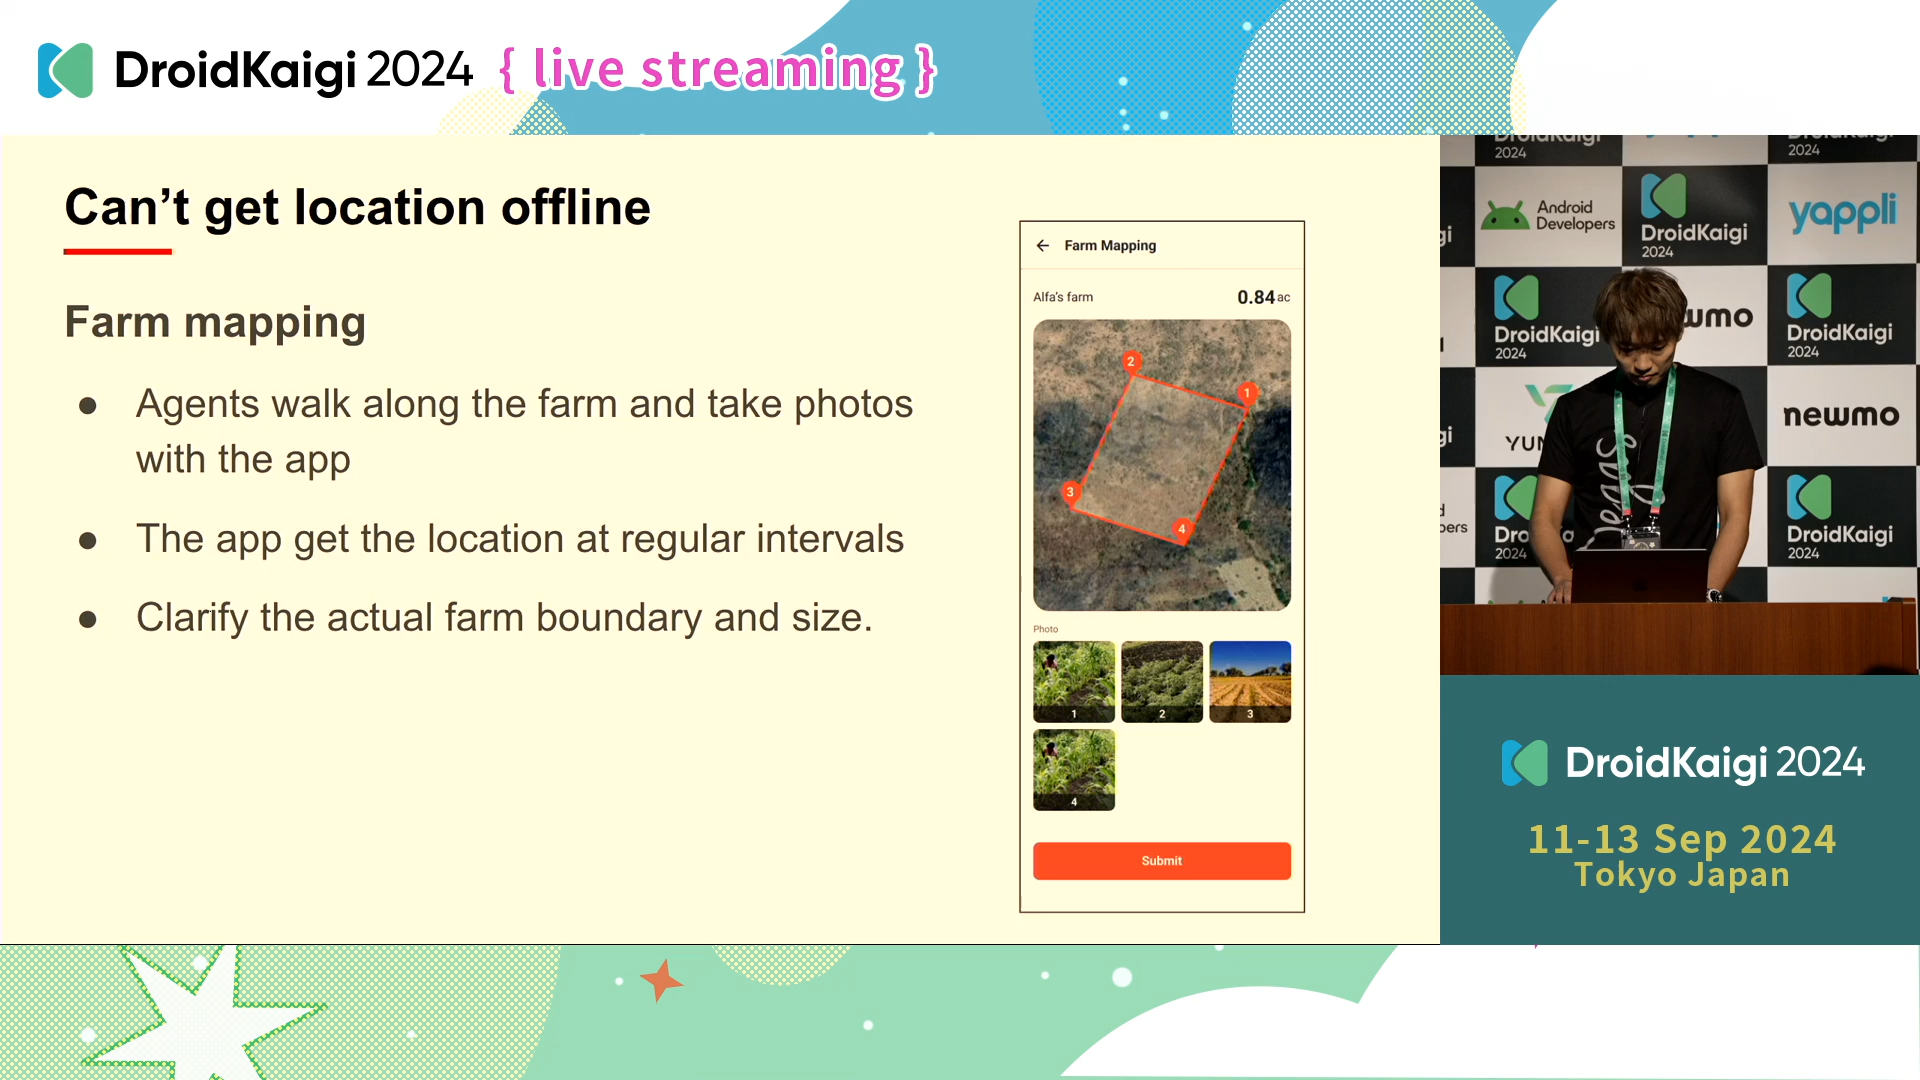 DroidKaigi 2024 { live streaming }
Can’t get location offline
Farm mapping
● Agents walk along the farm and take photos
with the app
● The app get the location at regular intervals
● Clarify the actual farm boundary and size.
Farm Mapping
Alfa’s farm 0.84 ac
2
1
3
4
Photo
1 2 3
4
Submit
2024
2024
Android
Developers
DroidKaigi
2024
yappli
DroidKaigi
2024
DroidKaigi
2024
newmo
DroidKaigi
2024
DroidKaigi 2024
11-13 Sep 2024
Tokyo Japan